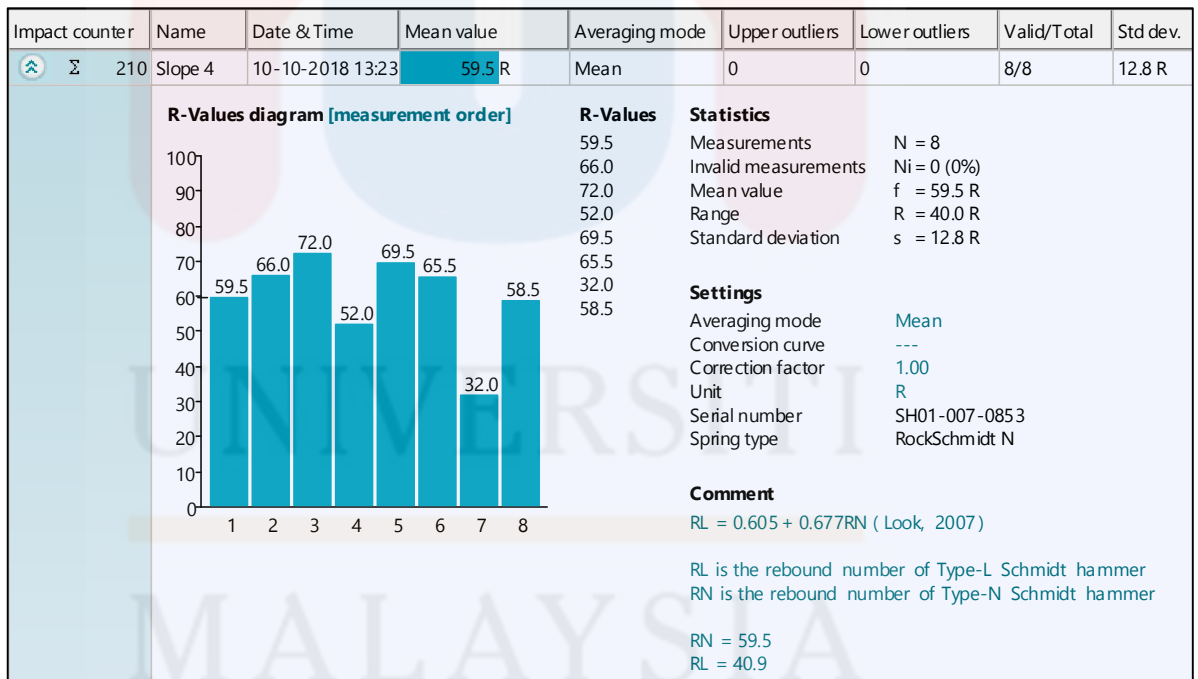 Impact counter Name Date & Time Mean value Averaging mode Upper outliers Lower outliers Valid/Total Std dev.
Σ 210 Slope 4 10-10-2018 13:23 59.5 R Mean 0 0 8/8 12.8 R
R-Values diagram [measurement order]
100
90
80
70
60
50
40
30
20
10
0
59.5 66.0 72.0 52.0 69.5 65.5 32.0 58.5
1 2 3 4 5 6 7 8
R-Values
59.5
66.0
72.0
52.0
69.5
65.5
32.0
58.5
Statistics
Measurements N = 8
Invalid measurements Ni = 0 (0%)
Mean value f = 59.5 R
Range R = 40.0 R
Standard deviation s = 12.8 R
Settings
Averaging mode Mean
Conversion curve ---
Correction factor 1.00
Unit R
Serial number SH01-007-0853
Spring type RockSchmidt N
Comment
RL = 0.605 + 0.677RN ( Look, 2007)
RL is the rebound number of Type-L Schmidt hammer
RN is the rebound number of Type-N Schmidt hammer
RN = 59.5
RL = 40.9
UNIVERSITI
MALAYSIA